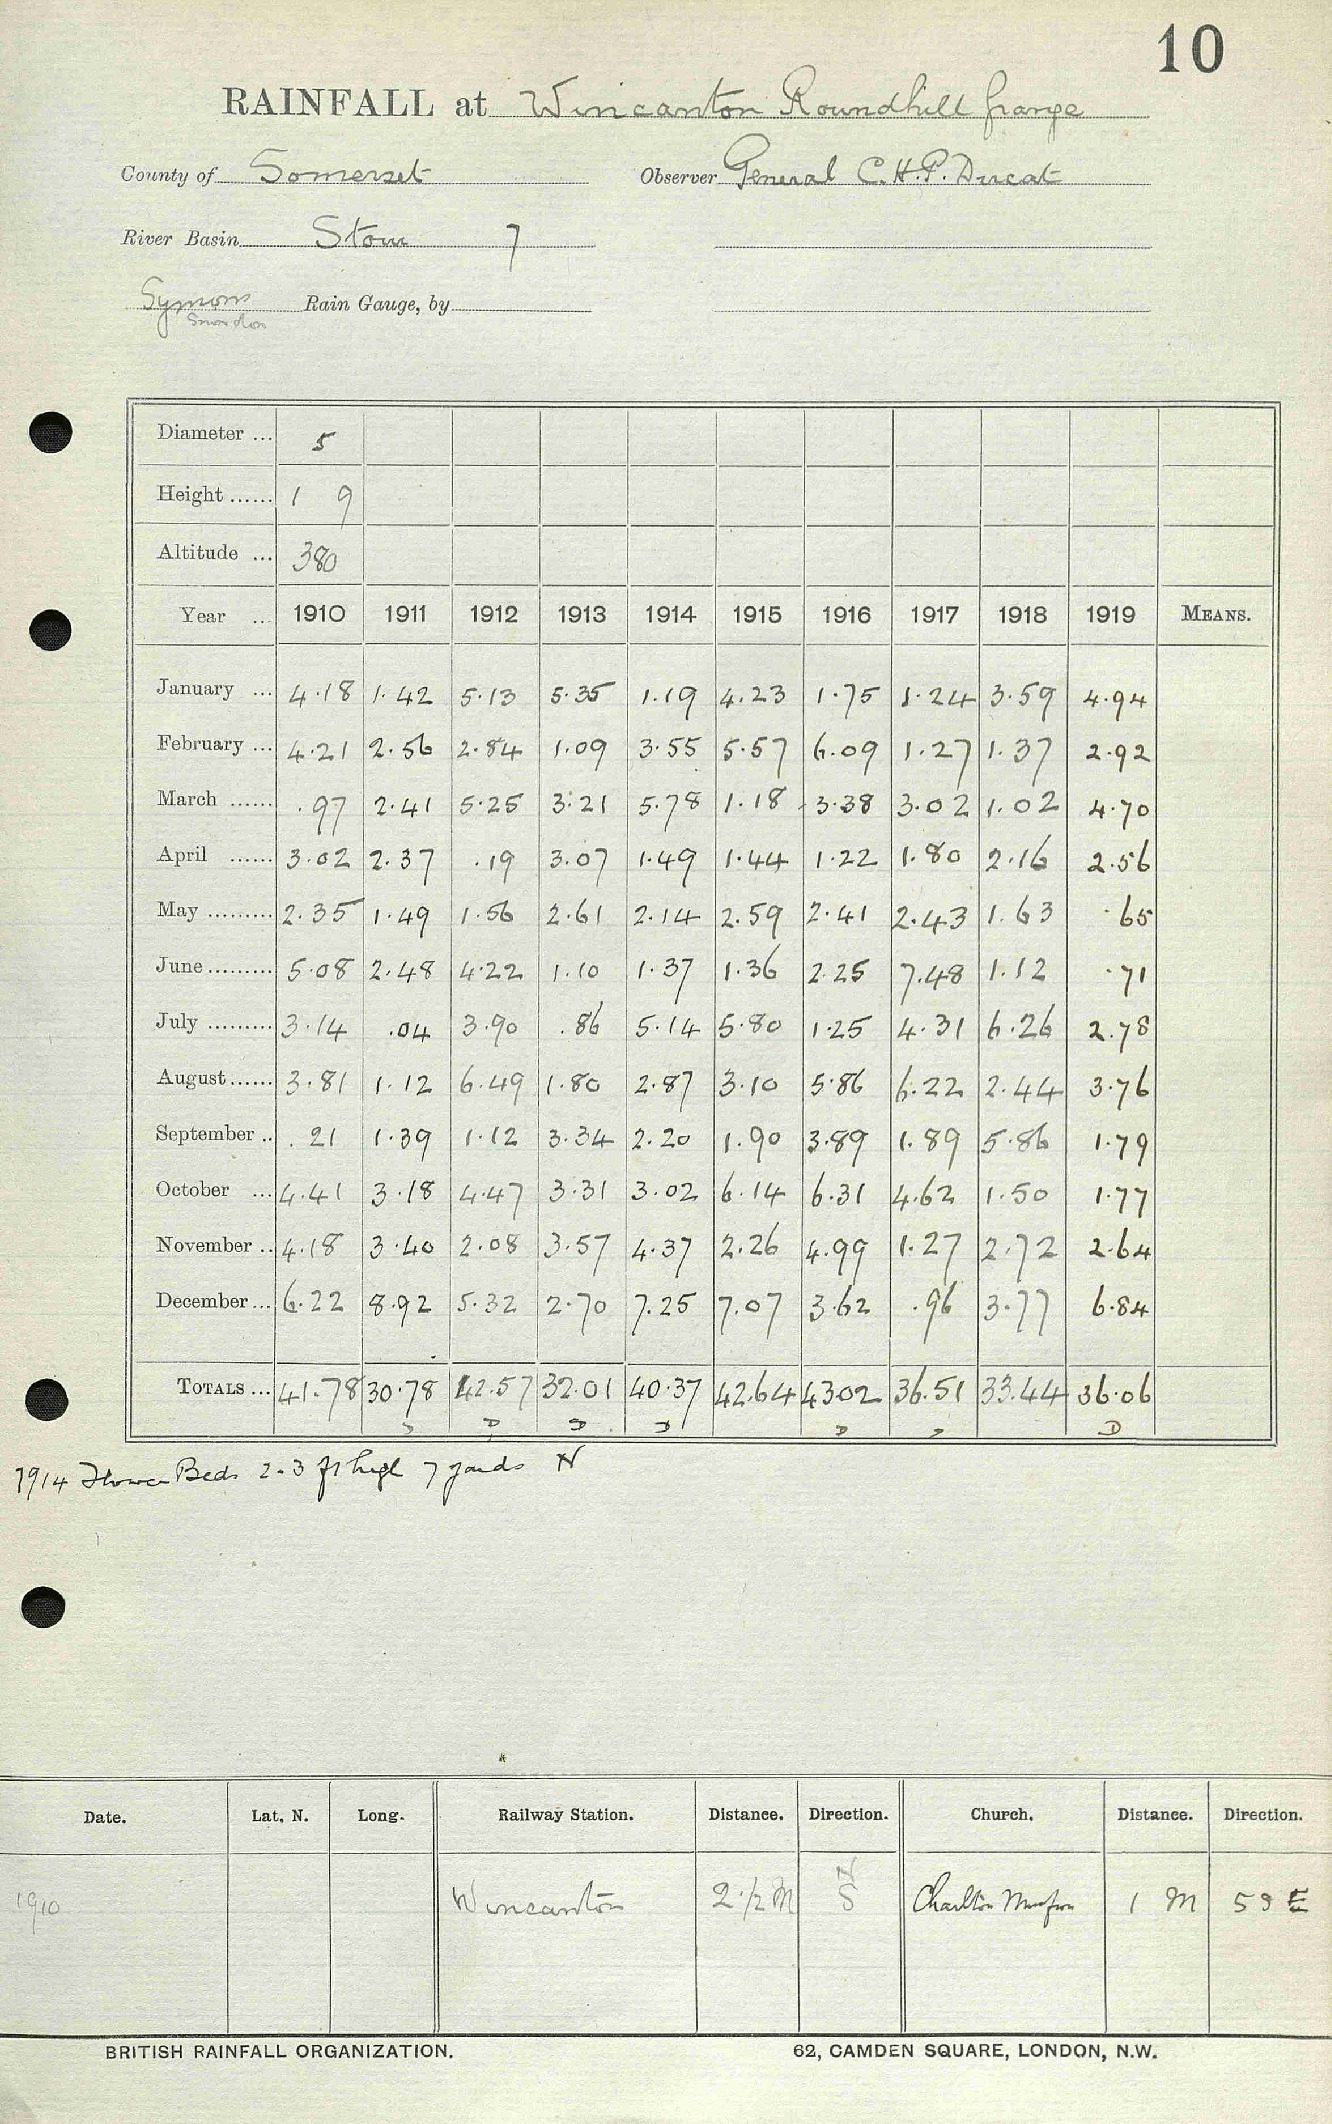 10
RAINFALL at Wincanton Roundhill Grange
County of Somerset Observer General C.H.P. Ducat
River Basin Stour 7
Symons Rain Gauge, by
Snowdon
Diameter ... 5
Height ...... 1 9
Altitude ... 380
Year ... 1910 1911 1912 1913 1914 1915 1916 1917 1918 1919 MEANS.
January ... 4.18 1.42 5.13 5.35 1.19 4.23 1.75 1.24 3.59 4.94
February ... 4.21 2.56 2.84 1.09 3.55 5.57 6.09 1.27 1.37 2.92
March ...... .97 2.41 5.25 3.21 5.78 1.18 3.38 3.02 1.02 4.70
April ...... 3.02 2.37 .19 3.07 1.49 1.44 1.22 1.80 2.16 2.56
May ......... 2.35 1.49 1.56 2.61 2.14 2.59 2.41 2.43 1.63 .65
June ......... 5.08 2.48 4.22 1.10 1.37 1.36 2.25 7.48 1.12 .71
July ......... 3.14 .04 3.90 .86 5.14 5.80 1.25 4.31 6.26 2.78
August ...... 3.81 1.12 6.49 1.80 2.87 3.10 5.86 6.22 2.44 3.76
September .. .21 1.39 1.12 3.34 2.20 1.90 3.89 1.89 5.86 1.79
October ... 4.41 3.18 4.47 3.31 3.02 6.14 6.31 4.62 1.50 1.77
November .. 4.18 3.40 2.08 3.57 4.37 2.26 4.99 1.27 2.72 2.64
December ... 6.22 8.92 5.32 2.70 7.25 7.07 3.62 .96 3.77 6.84
TOTALS ... 41.78 30.78 42.57 32.01 40.37 42.64 43.02 36.51 33.44 36.06
D D D D D D D
1914 Flower Beds 2-3 ft high 7 yards N
Date. Lat. N. Long. Railway Station. Distance. Direction. Church. Distance. Direction.
N
1910 Wincanton 2 1/2 M S Charlton Musgrove 1 M E
BRITISH RAINFALL ORGANIZATION. 62, CAMDEN SQUARE, LONDON, N.W.